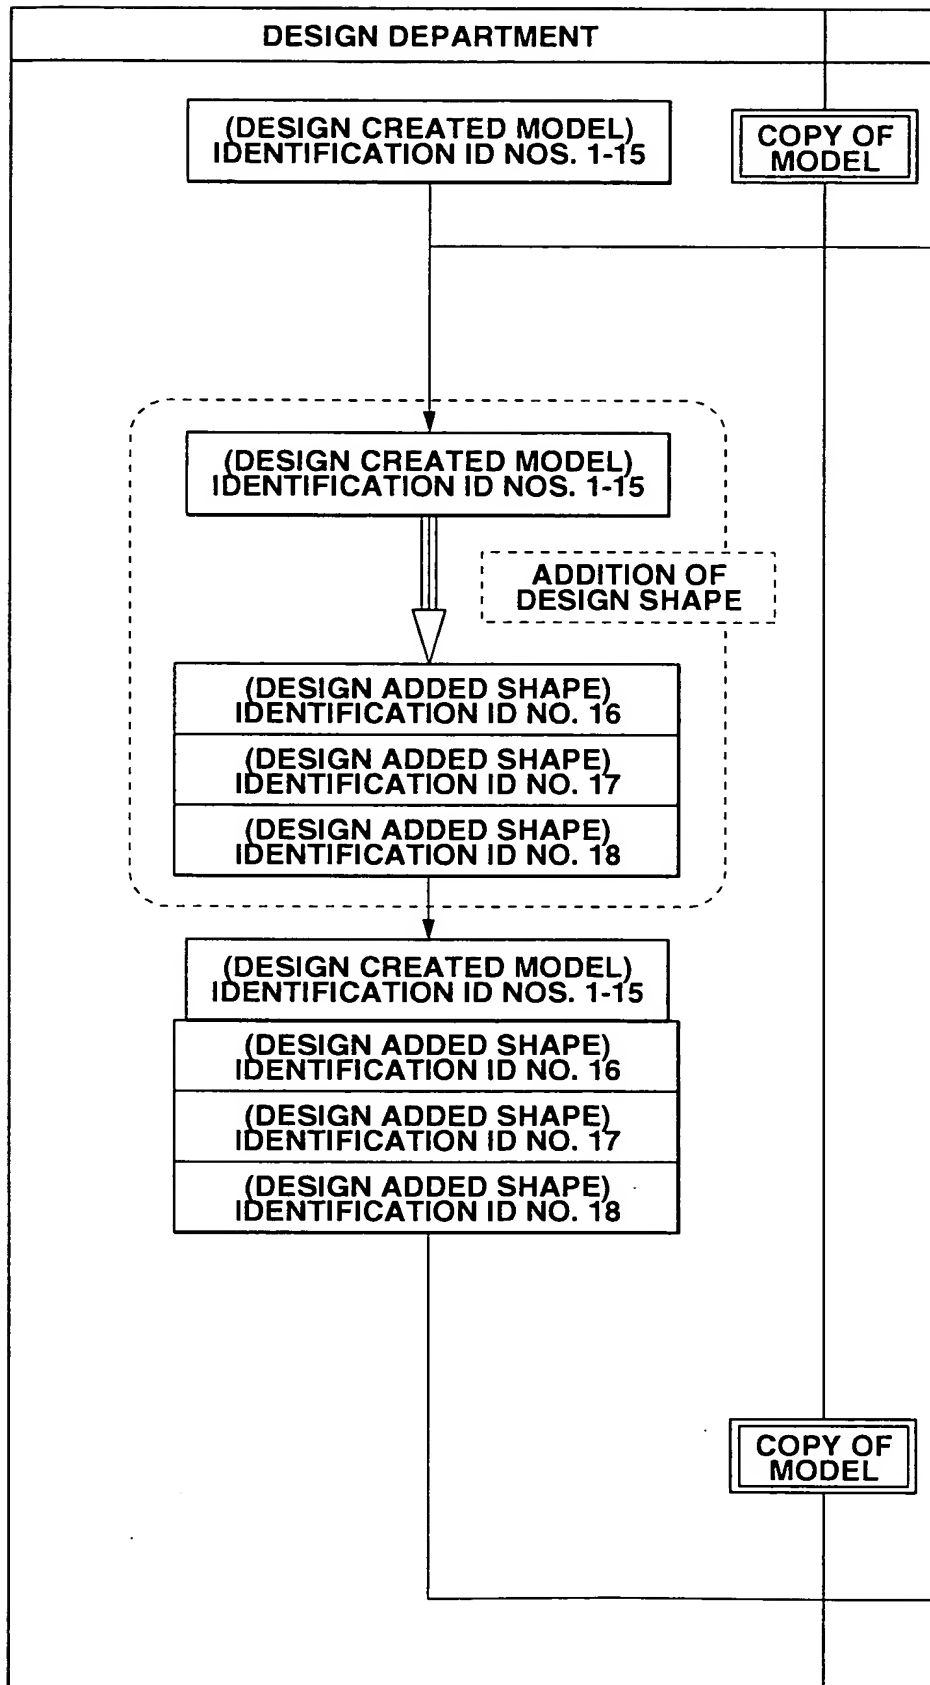 DESIGN DEPARTMENT
(DESIGN CREATED MODEL)
IDENTIFICATION ID NOS. 1-15
COPY OF
MODEL
(DESIGN CREATED MODEL)
IDENTIFICATION ID NOS. 1-15
ADDITION OF
DESIGN SHAPE
(DESIGN ADDED SHAPE)
IDENTIFICATION ID NO. 16
(DESIGN ADDED SHAPE)
IDENTIFICATION ID NO. 17
(DESIGN ADDED SHAPE)
IDENTIFICATION ID NO. 18
(DESIGN CREATED MODEL)
IDENTIFICATION ID NOS. 1-15
(DESIGN ADDED SHAPE)
IDENTIFICATION ID NO. 16
(DESIGN ADDED SHAPE)
IDENTIFICATION ID NO. 17
(DESIGN ADDED SHAPE)
IDENTIFICATION ID NO. 18
COPY OF
MODEL